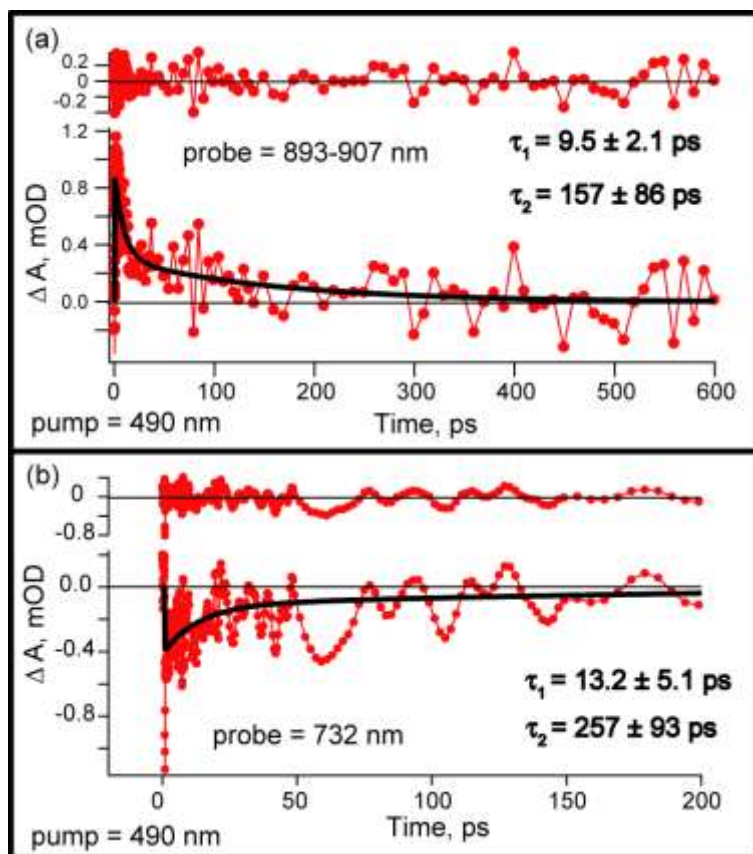 (a)
0.2
0
-0.2
1.2
0.8
0.4
0.0
Δ A, mOD
probe = 893-907 nm
τ1 = 9.5 ± 2.1 ps
τ2 = 157 ± 86 ps
0 100 200 300 400 500 600
pump = 490 nm
Time, ps
(b)
0
-0.8
0.0
-0.4
-0.8
Δ A, mOD
τ1 = 13.2 ± 5.1 ps
τ2 = 257 ± 93 ps
probe = 732 nm
0 50 100 150 200
pump = 490 nm
Time, ps